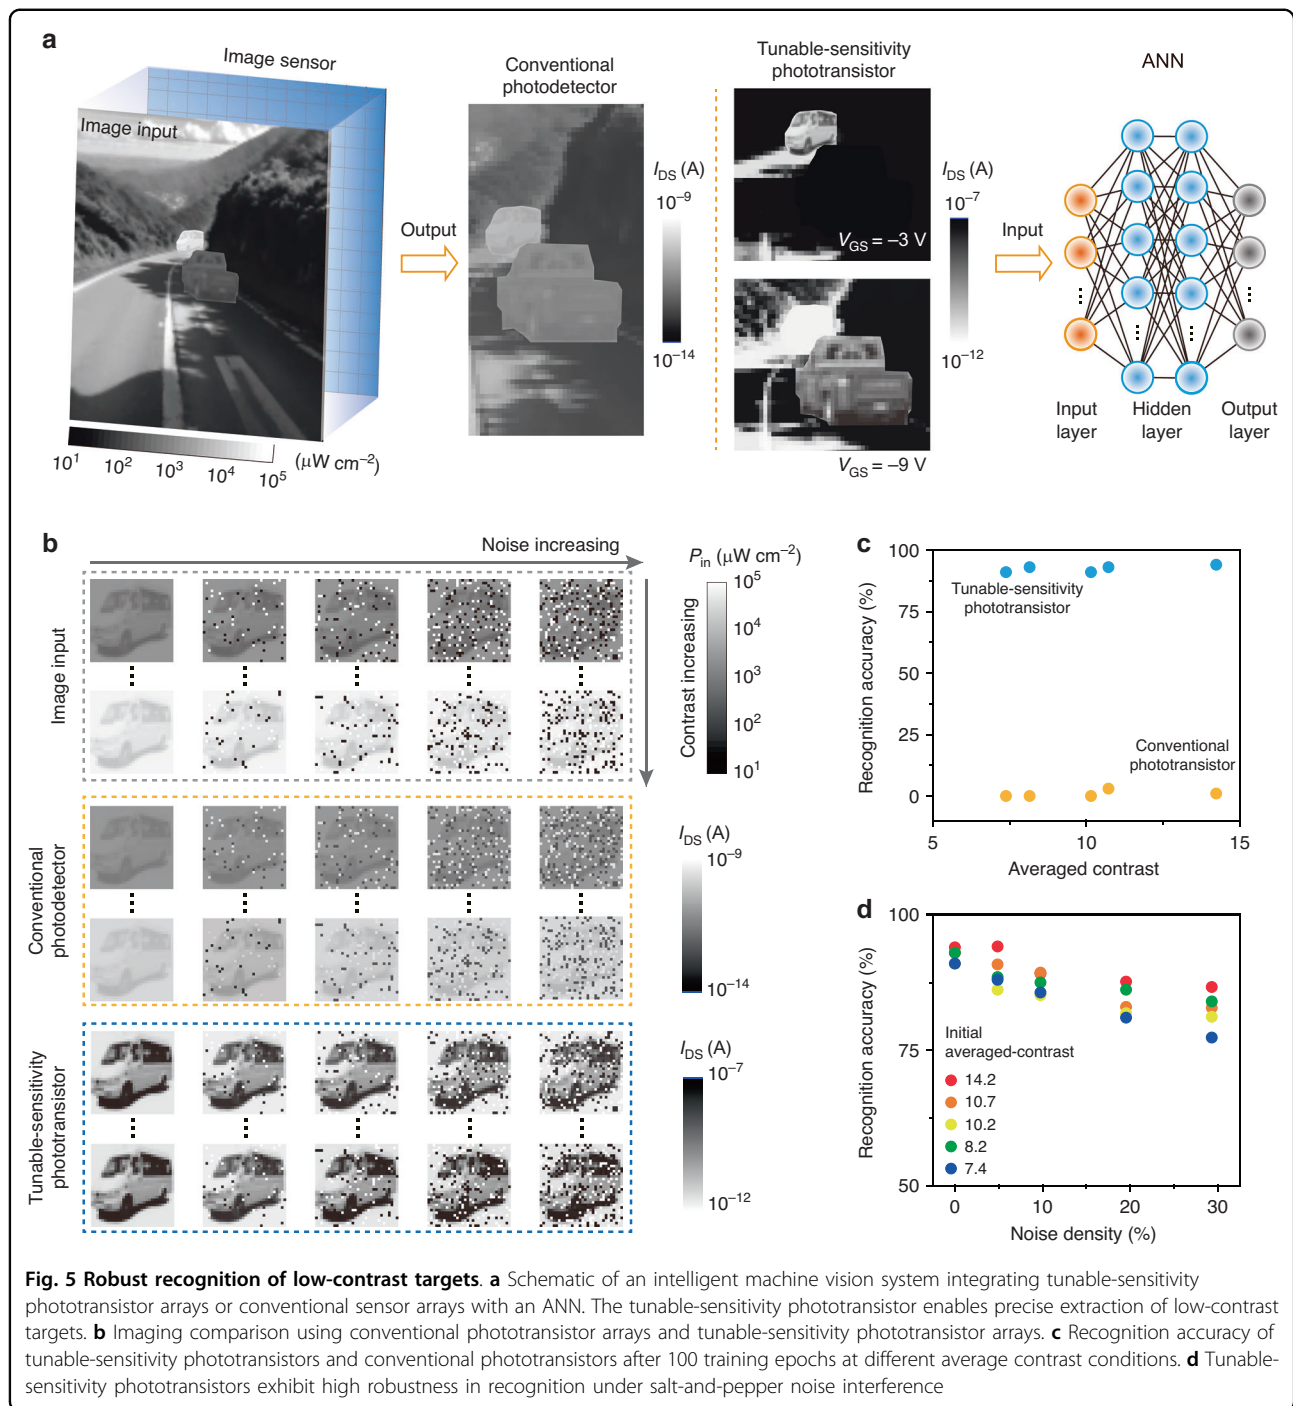 a
Image sensor
Image input
10¹ 10² 10³ 10⁴ 10⁵ (μW cm⁻²)
Output
Conventional
photodetector
I_DS (A)
10⁻⁹
10⁻¹⁴
Tunable-sensitivity
phototransistor
V_GS = −3 V
V_GS = −9 V
I_DS (A)
10⁻⁷
10⁻¹²
Input
ANN
Input
layer
Hidden
layer
Output
layer
b
Noise increasing
Image input
Conventional
photodetector
Tunable-sensitivity
phototransistor
Contrast increasing
P_in (μW cm⁻²)
10⁵
10⁴
10³
10²
10¹
I_DS (A)
10⁻⁹
10⁻¹⁴
I_DS (A)
10⁻⁷
10⁻¹²
c
Recognition accuracy (%)
100
75
50
25
0
Tunable-sensitivity
phototransistor
Conventional
phototransistor
5 10 15
Averaged contrast
d
Recognition accuracy (%)
100
75
50
Initial
averaged-contrast
14.2
10.7
10.2
8.2
7.4
0 10 20 30
Noise density (%)
Fig. 5 Robust recognition of low-contrast targets. a Schematic of an intelligent machine vision system integrating tunable-sensitivity
phototransistor arrays or conventional sensor arrays with an ANN. The tunable-sensitivity phototransistor enables precise extraction of low-contrast
targets. b Imaging comparison using conventional phototransistor arrays and tunable-sensitivity phototransistor arrays. c Recognition accuracy of
tunable-sensitivity phototransistors and conventional phototransistors after 100 training epochs at different average contrast conditions. d Tunable-
sensitivity phototransistors exhibit high robustness in recognition under salt-and-pepper noise interference